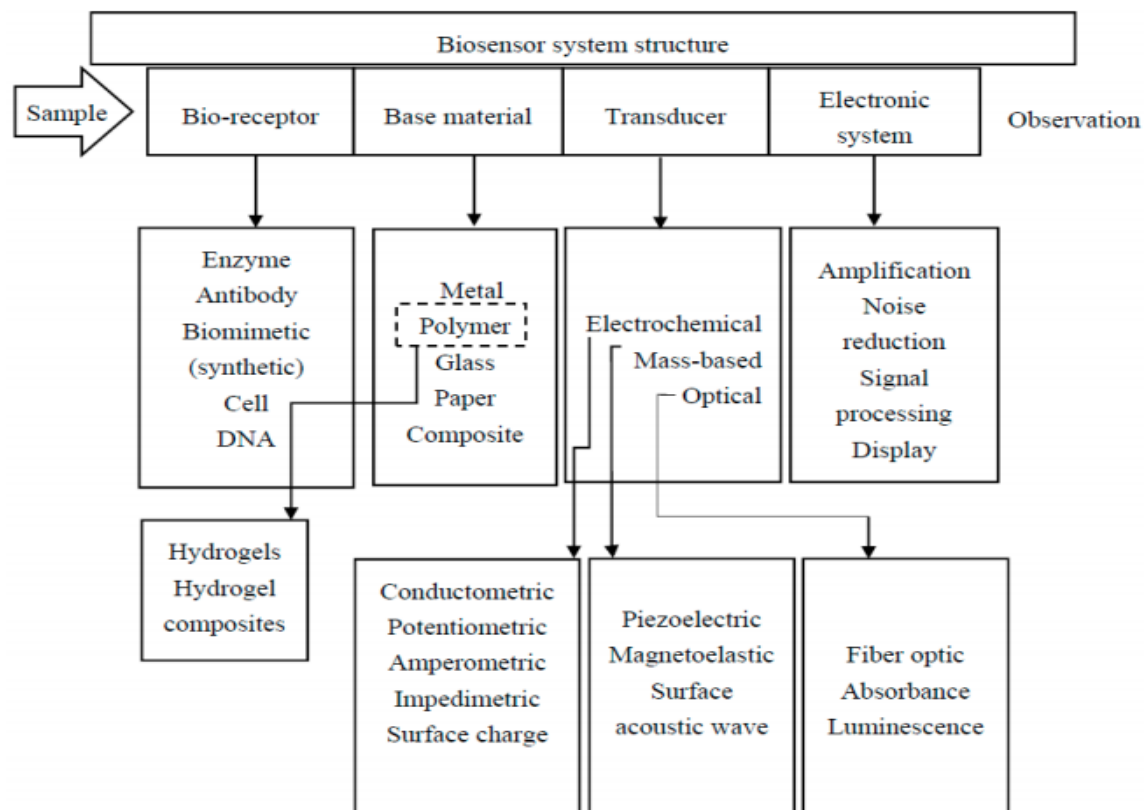 Biosensor system structure
Sample
Bio-receptor
Base material
Transducer
Electronic
system
Observation
Enzyme
Antibody
Biomimetic
(synthetic)
Cell
DNA
Metal
Polymer
Glass
Paper
Composite
Electrochemical
Mass-based
Optical
Amplification
Noise
reduction
Signal
processing
Display
Hydrogels
Hydrogel
composites
Conductometric
Potentiometric
Amperometric
Impedimetric
Surface charge
Piezoelectric
Magnetoelastic
Surface
acoustic wave
Fiber optic
Absorbance
Luminescence